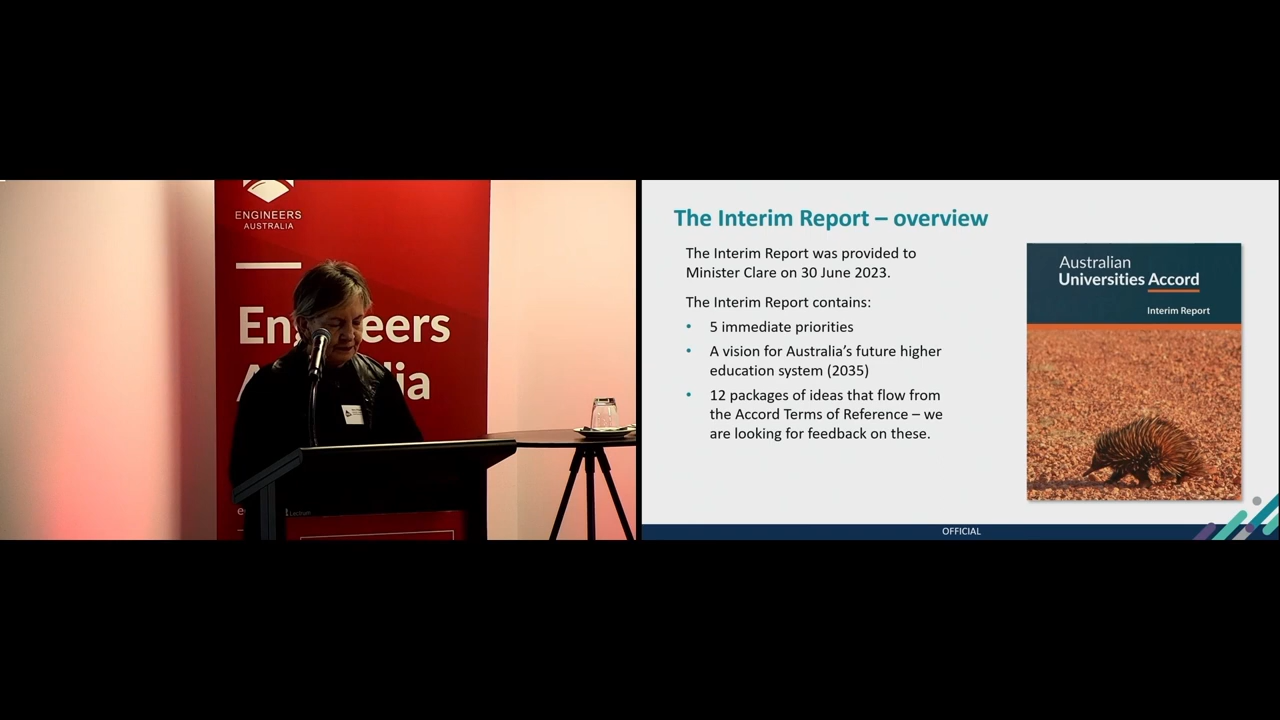 ENGINEERS
AUSTRALIA
Engineers
The Interim Report – overview
The Interim Report was provided to
Minister Clare on 30 June 2023.
The Interim Report contains:
• 5 immediate priorities
• A vision for Australia’s future higher
education system (2035)
• 12 packages of ideas that flow from
the Accord Terms of Reference – we
are looking for feedback on these.
Australian
Universities Accord
Interim Report
OFFICIAL